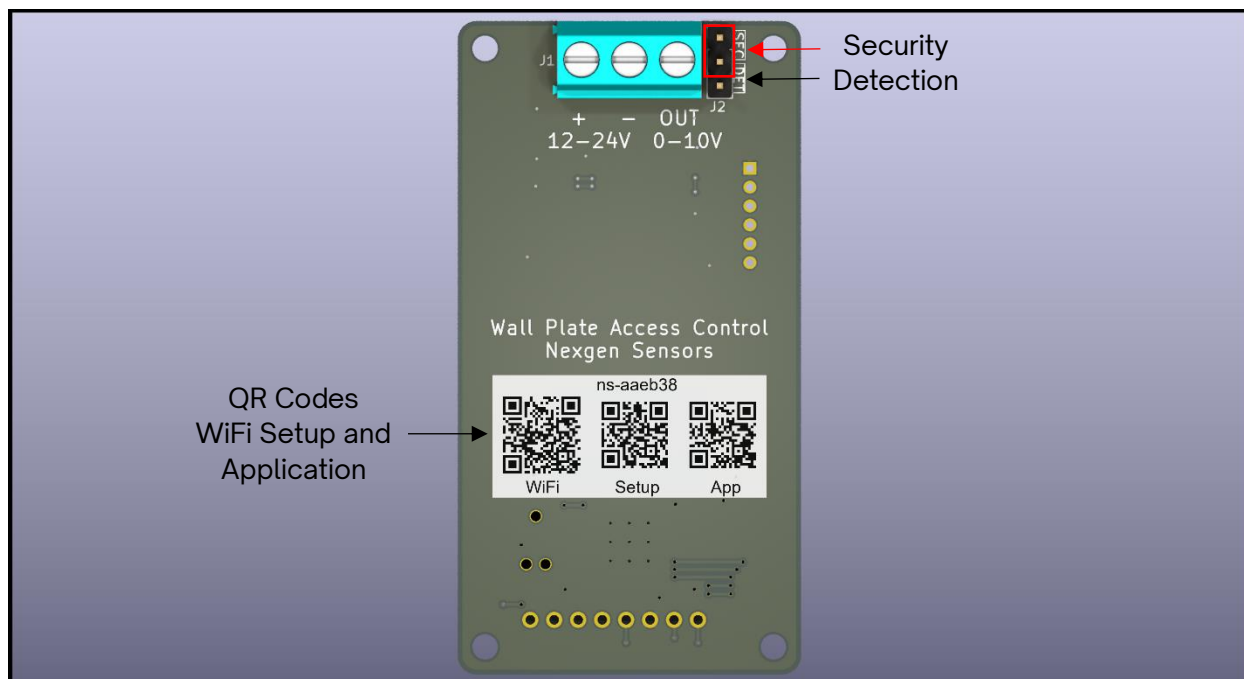 J1
SEC
DET
J2
+ − OUT
12−24V 0−10V
Security
Detection
Wall Plate Access Control
Nexgen Sensors
ns-aaeb38
WiFi Setup App
QR Codes
WiFi Setup and
Application